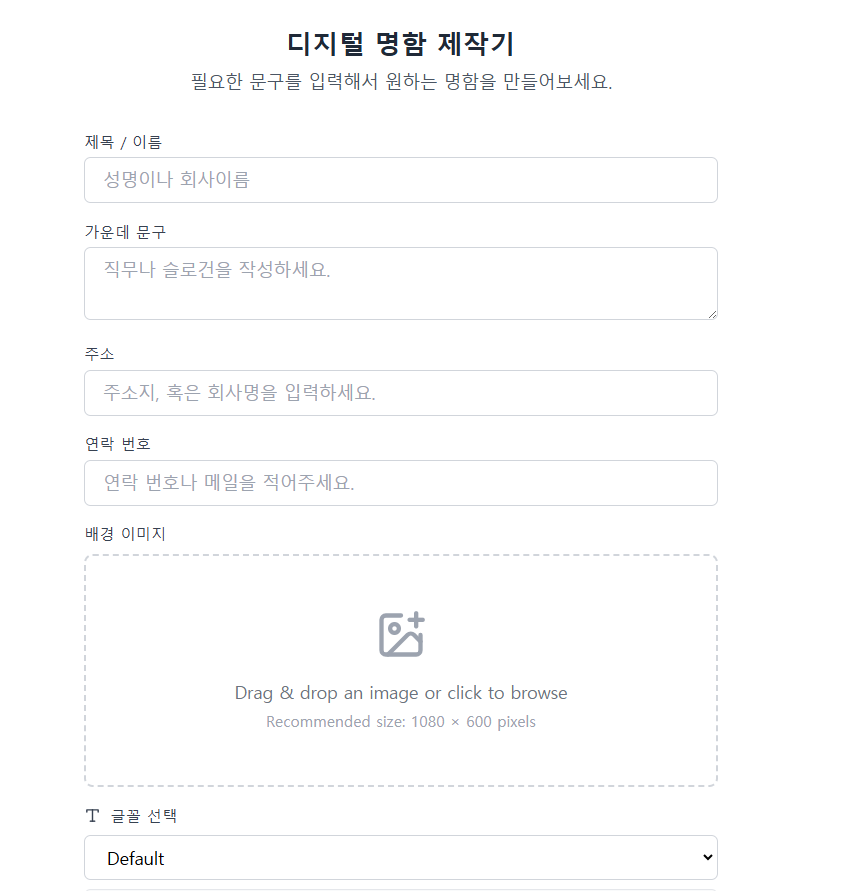 디지털 명함 제작기
필요한 문구를 입력해서 원하는 명함을 만들어보세요.
제목 / 이름
성명이나 회사이름
가운데 문구
직무나 슬로건을 작성하세요.
주소
주소지, 혹은 회사명을 입력하세요.
연락 번호
연락 번호나 메일을 적어주세요.
배경 이미지
Drag & drop an image or click to browse
Recommended size: 1080 × 600 pixels
글꼴 선택
Default